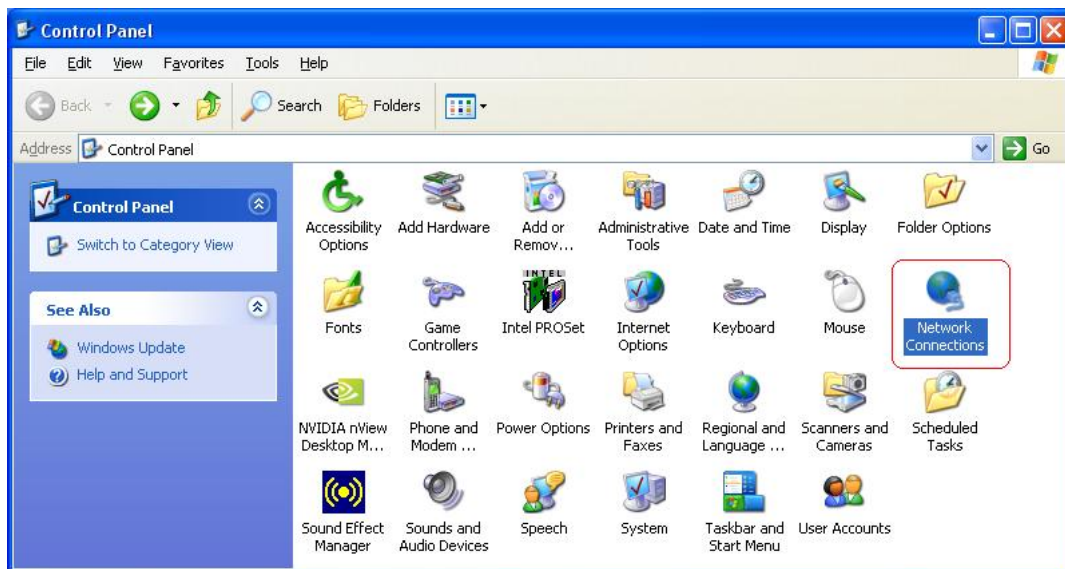 Control Panel
File Edit View Favorites Tools Help
Back Search Folders
Address Control Panel Go
Control Panel
Switch to Category View
See Also
Windows Update
Help and Support
Accessibility Options
Add Hardware
Add or Remov...
Administrative Tools
Date and Time
Display
Folder Options
Fonts
Game Controllers
INTEL
Intel PROSet
Internet Options
Keyboard
Mouse
Network Connections
NVIDIA nView Desktop M...
Phone and Modem ...
Power Options
Printers and Faxes
Regional and Language ...
Scanners and Cameras
Scheduled Tasks
Sound Effect Manager
Sounds and Audio Devices
Speech
System
Taskbar and Start Menu
User Accounts